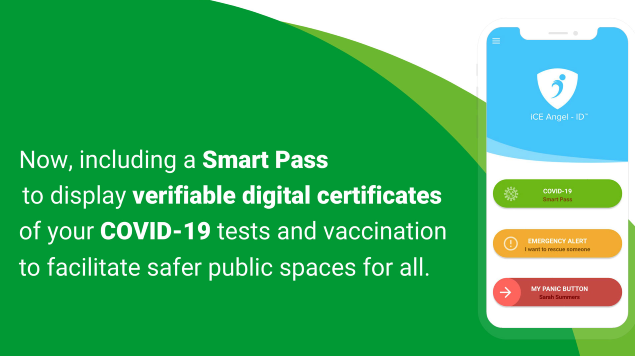 Now, including a Smart Pass
to display verifiable digital certificates
of your COVID-19 tests and vaccination
to facilitate safer public spaces for all.
iCE Angel - ID™
COVID-19
Smart Pass
EMERGENCY ALERT
I want to rescue someone
MY PANIC BUTTON
Sarah Summers